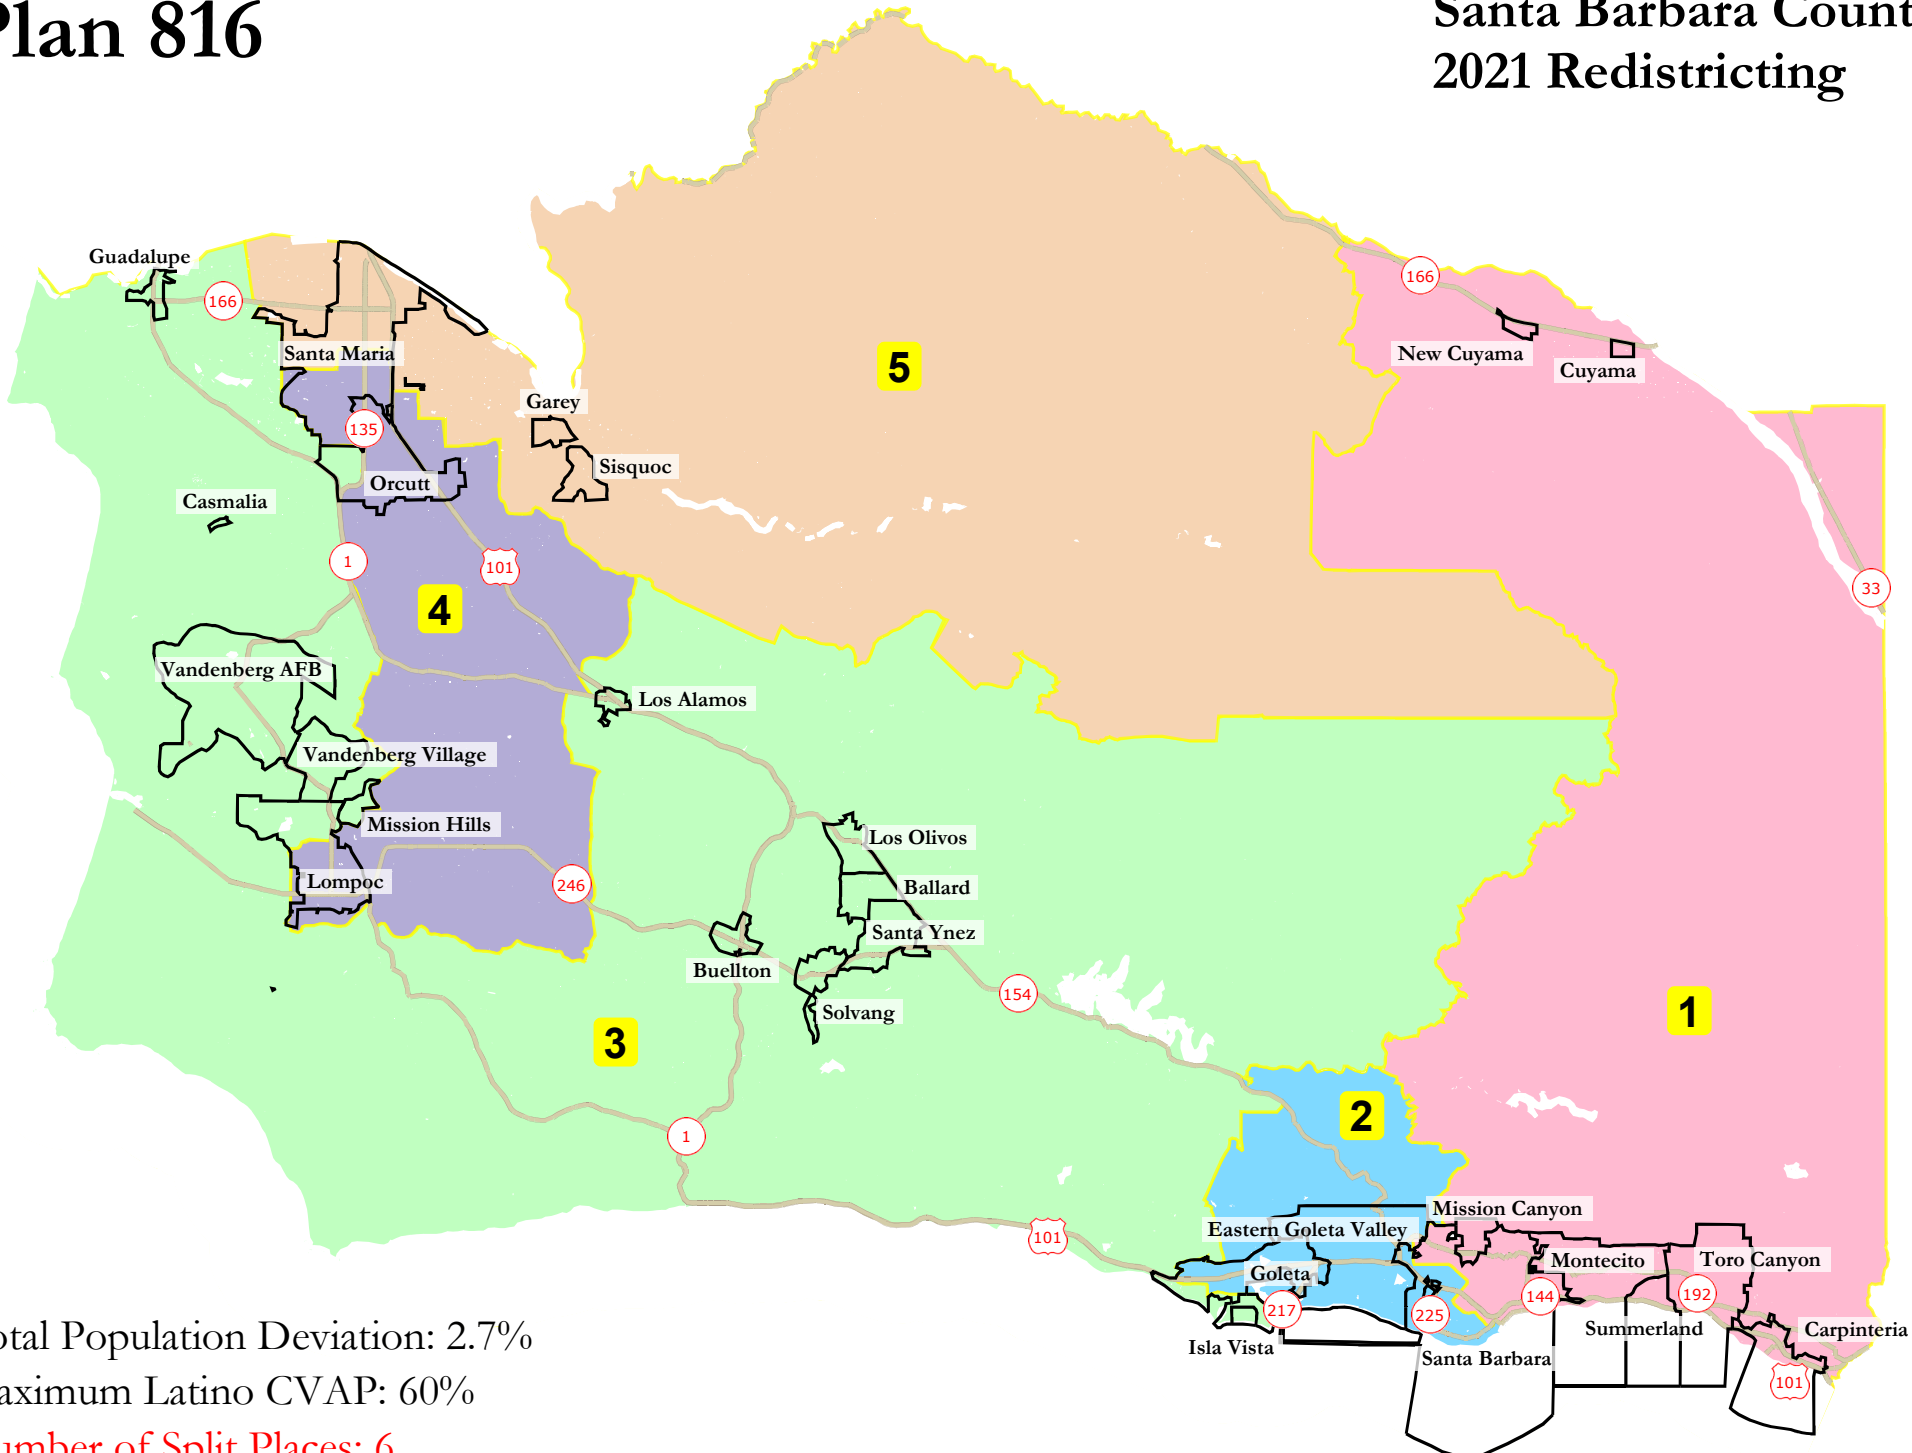 Plan 816
Santa Barbara Count
2021 Redistricting
Guadalupe
166
166
Santa Maria
5
New Cuyama
Cuyama
Garey
135
Sisquoc
Orcutt
Casmalia
1
101
33
4
Vandenberg AFB
Los Alamos
Vandenberg Village
Mission Hills
Los Olivos
Lompoc
246
Ballard
Santa Ynez
Buellton
154
Solvang
1
3
2
1
Mission Canyon
Eastern Goleta Valley
101
Montecito
Toro Canyon
Goleta
217
225
144
192
Isla Vista
Summerland
Carpinteria
Santa Barbara
101
otal Population Deviation: 2.7%
aximum Latino CVAP: 60%
umber of Split Places: 6